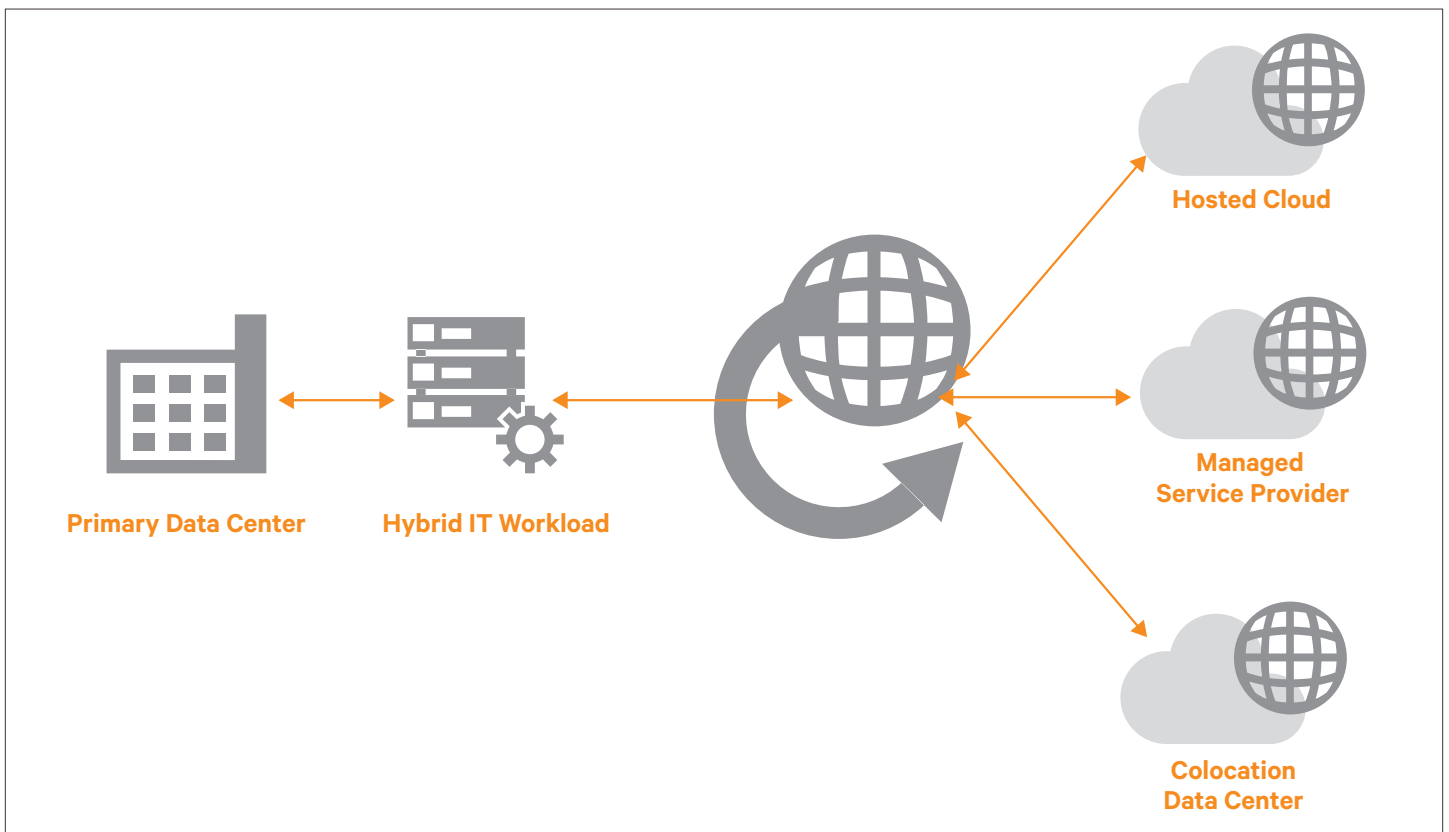 Hosted Cloud
Managed
Service Provider
Primary Data Center
Hybrid IT Workload
Colocation
Data Center